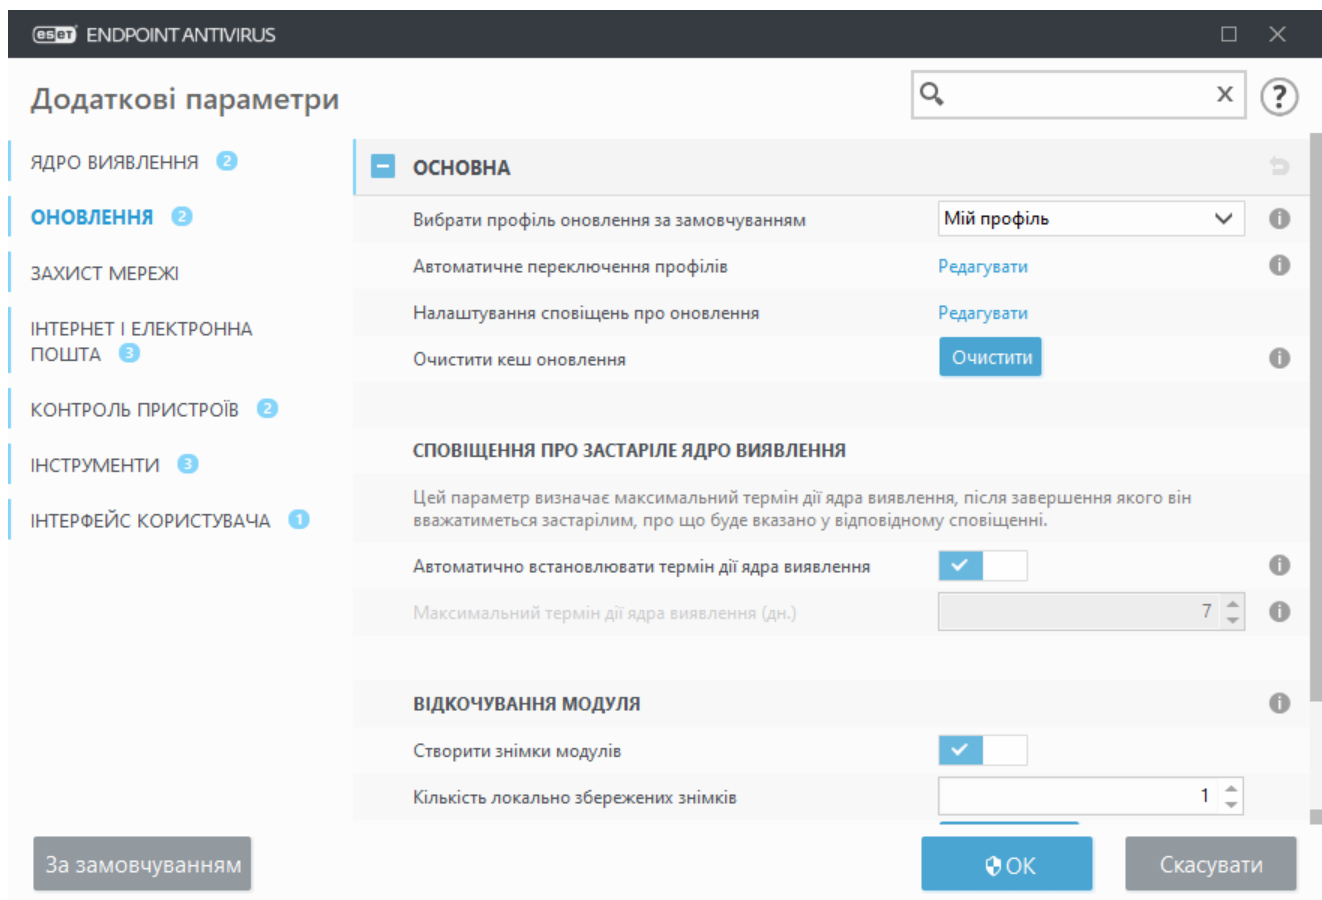 eset ENDPOINT ANTIVIRUS
Додаткові параметри
ЯДРО ВИЯВЛЕННЯ 2
ОНОВЛЕННЯ 2
ЗАХИСТ МЕРЕЖІ
ІНТЕРНЕТ І ЕЛЕКТРОННА
ПОШТА 3
КОНТРОЛЬ ПРИСТРОЇВ 2
ІНСТРУМЕНТИ 3
ІНТЕРФЕЙС КОРИСТУВАЧА 1
ОСНОВНА
Вибрати профіль оновлення за замовчуванням Мій профіль
Автоматичне переключення профілів Редагувати
Налаштування сповіщень про оновлення Редагувати
Очистити кеш оновлення Очистити
СПОВІЩЕННЯ ПРО ЗАСТАРІЛЕ ЯДРО ВИЯВЛЕННЯ
Цей параметр визначає максимальний термін дії ядра виявлення, після завершення якого він
вважатиметься застарілим, про що буде вказано у відповідному сповіщенні.
Автоматично встановлювати термін дії ядра виявлення
Максимальний термін дії ядра виявлення (дн.) 7
ВІДКОЧУВАННЯ МОДУЛЯ
Створити знімки модулів
Кількість локально збережених знімків 1
За замовчуванням
OK
Скасувати